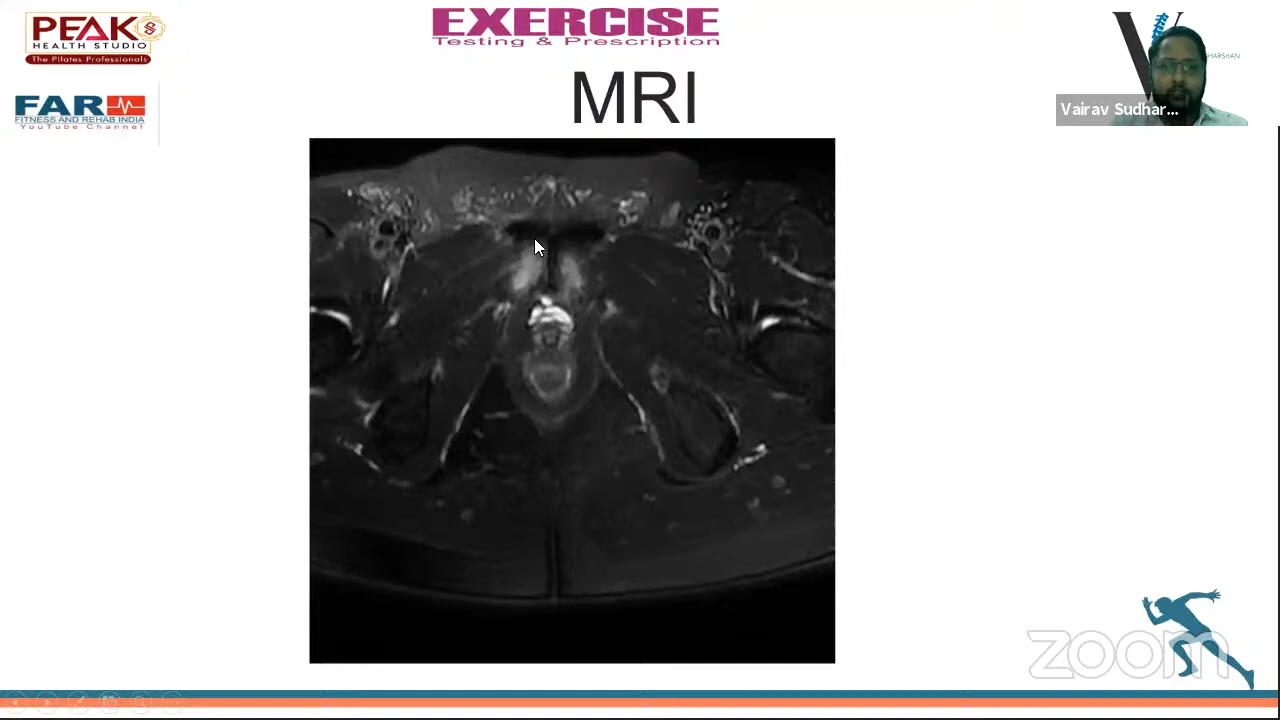 PEAK
HEALTH STUDIO
The Pilates Professionals
EXERCISE
Testing & Prescription
MRI
FAR
FITNESS AND REHAB INDIA
YouTube Channel
V
HARSHAN
Vairav Sudhar...
zoom